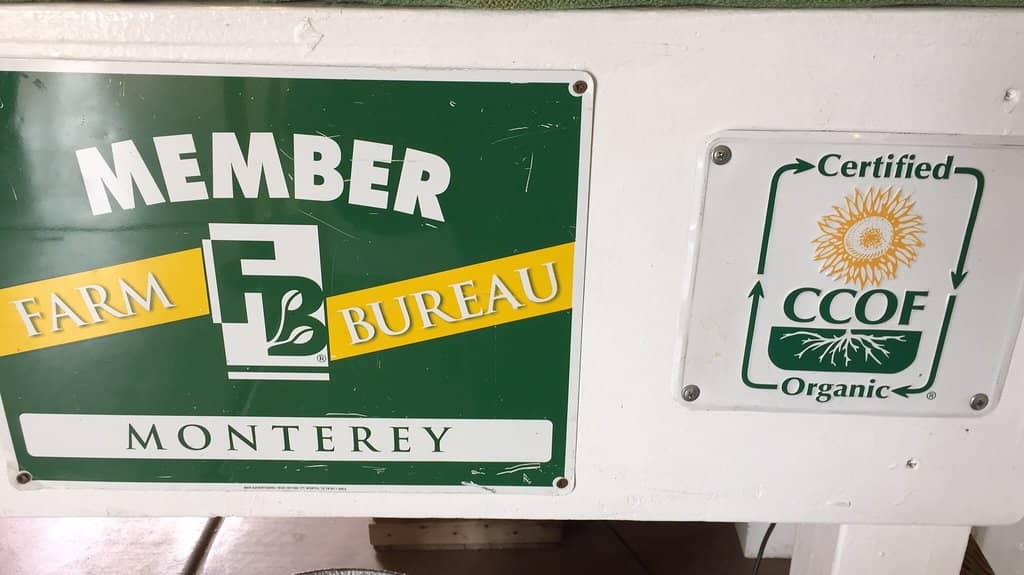 MEMBER
FARM FB BUREAU
®
MONTEREY
Certified
CCOF
Organic
®